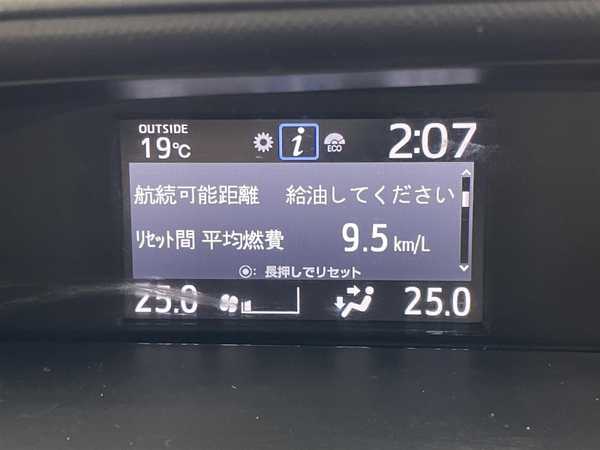 OUTSIDE
19℃
i
ECO
2:07
航続可能距離 給油してください
リセット間 平均燃費 9.5 km/L
◉: 長押しでリセット
25.0 25.0